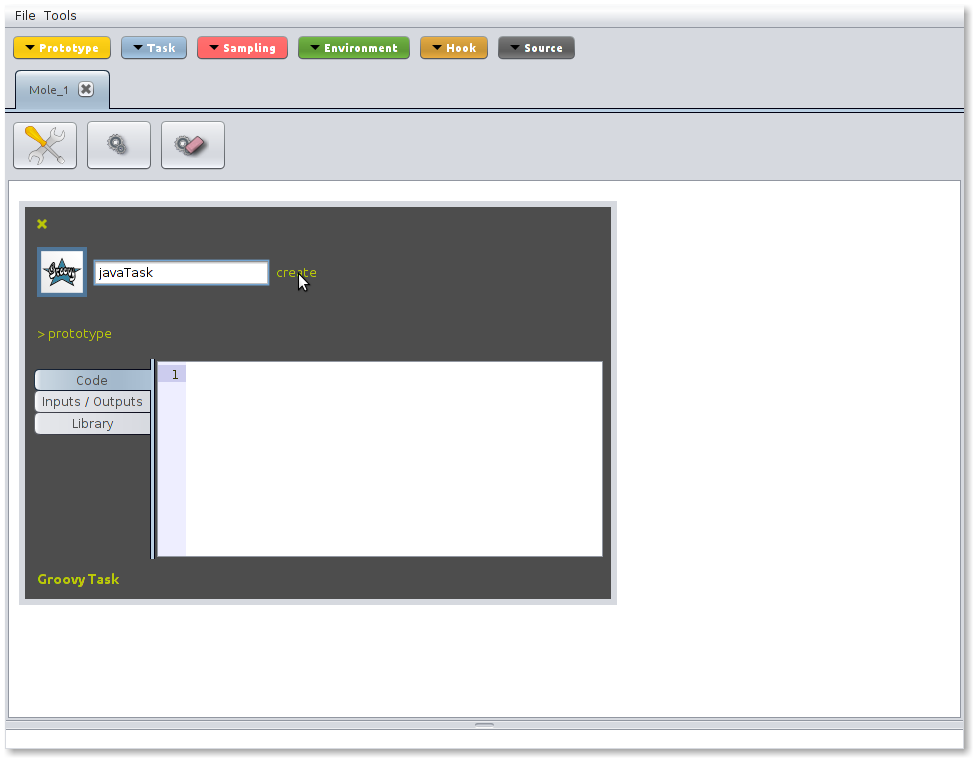 File Tools
Prototype Task Sampling Environment Hook Source
Mole_1
Groovy javaTask create
> prototype
Code
1
Inputs / Outputs
Library
Groovy Task